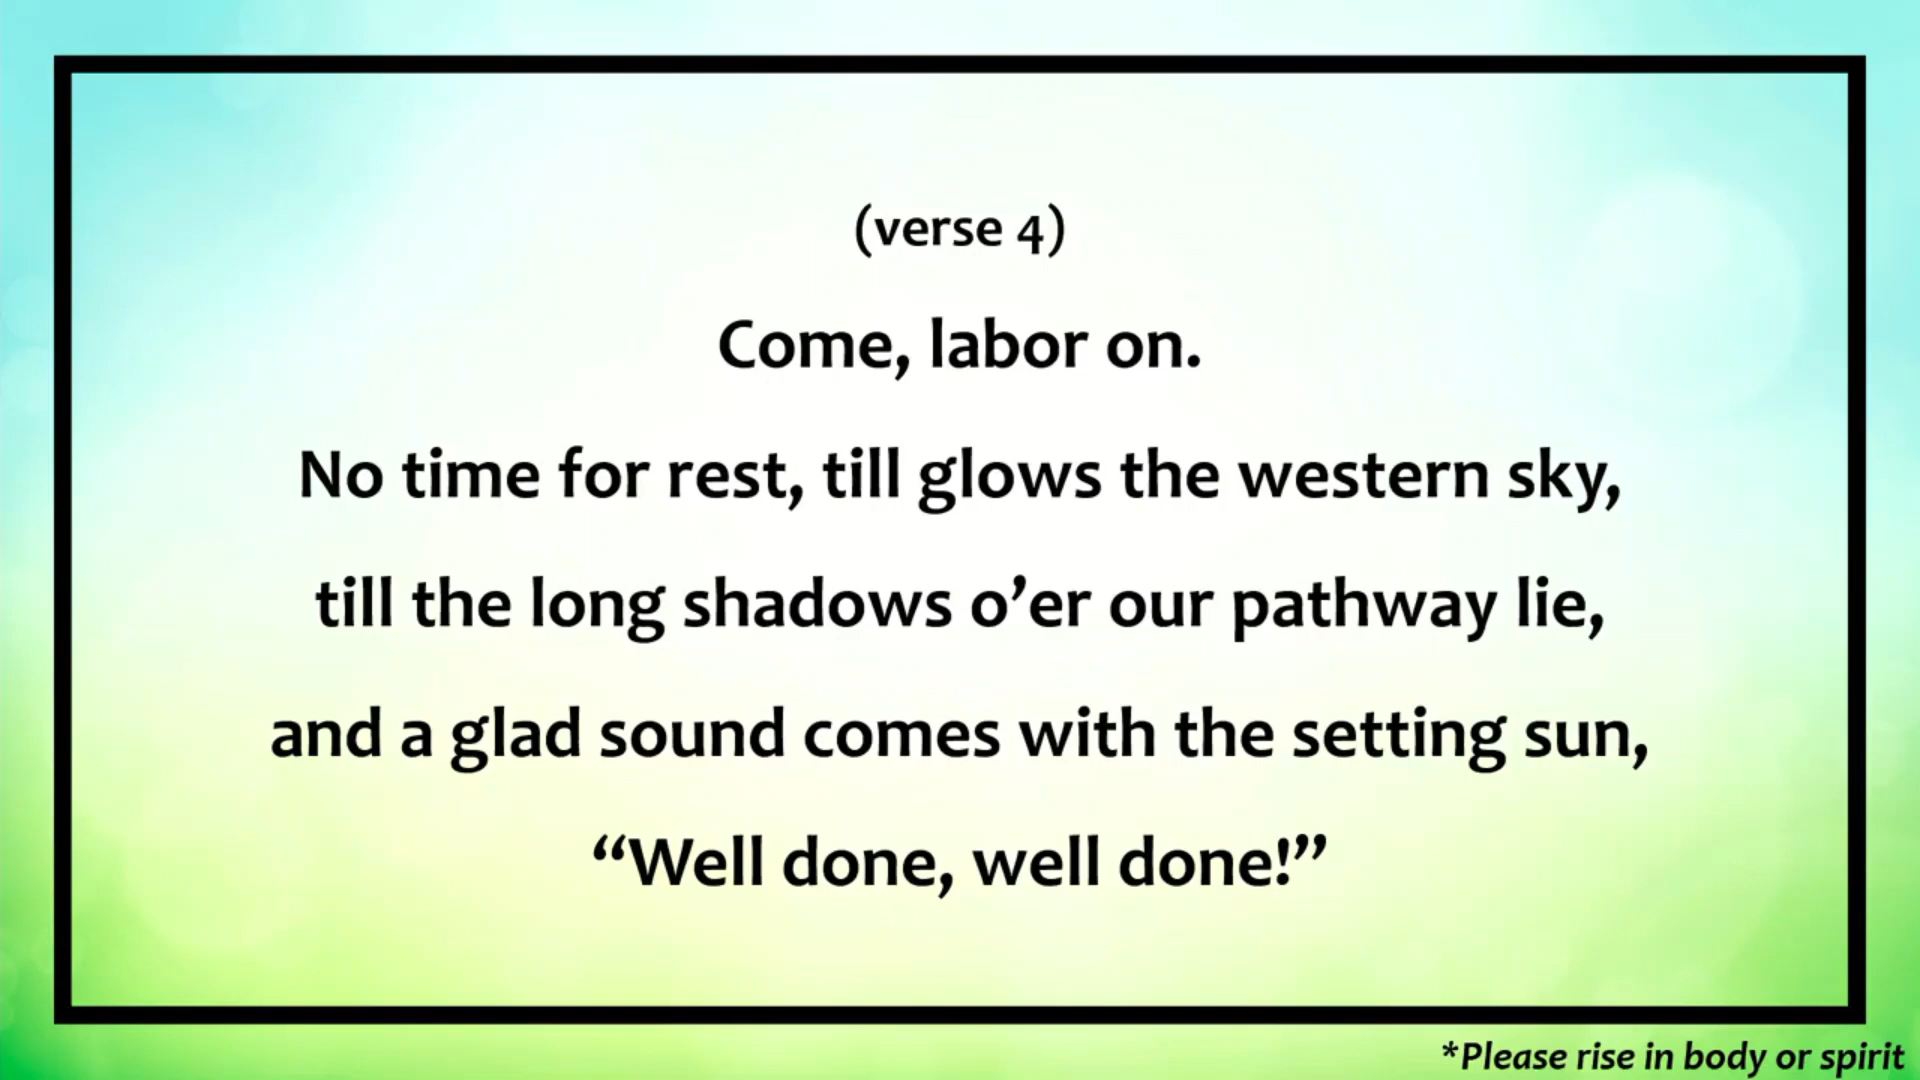 (verse 4)
Come, labor on.
No time for rest, till glows the western sky,
till the long shadows o’er our pathway lie,
and a glad sound comes with the setting sun,
“Well done, well done!”
*Please rise in body or spirit